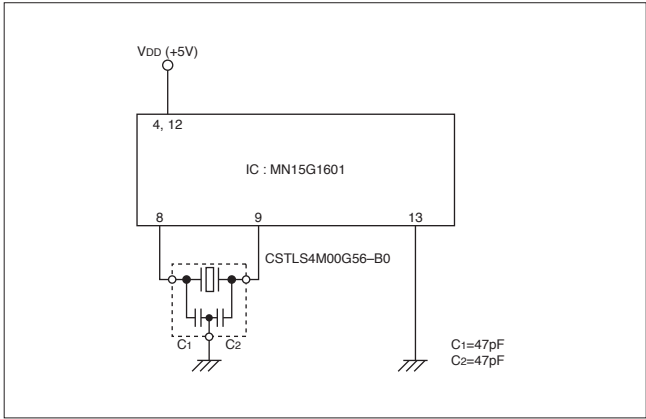 VDD (+5V)
4, 12
IC : MN15G1601
8 9 13
CSTLS4M00G56–B0
C1 C2
C1=47pF
C2=47pF